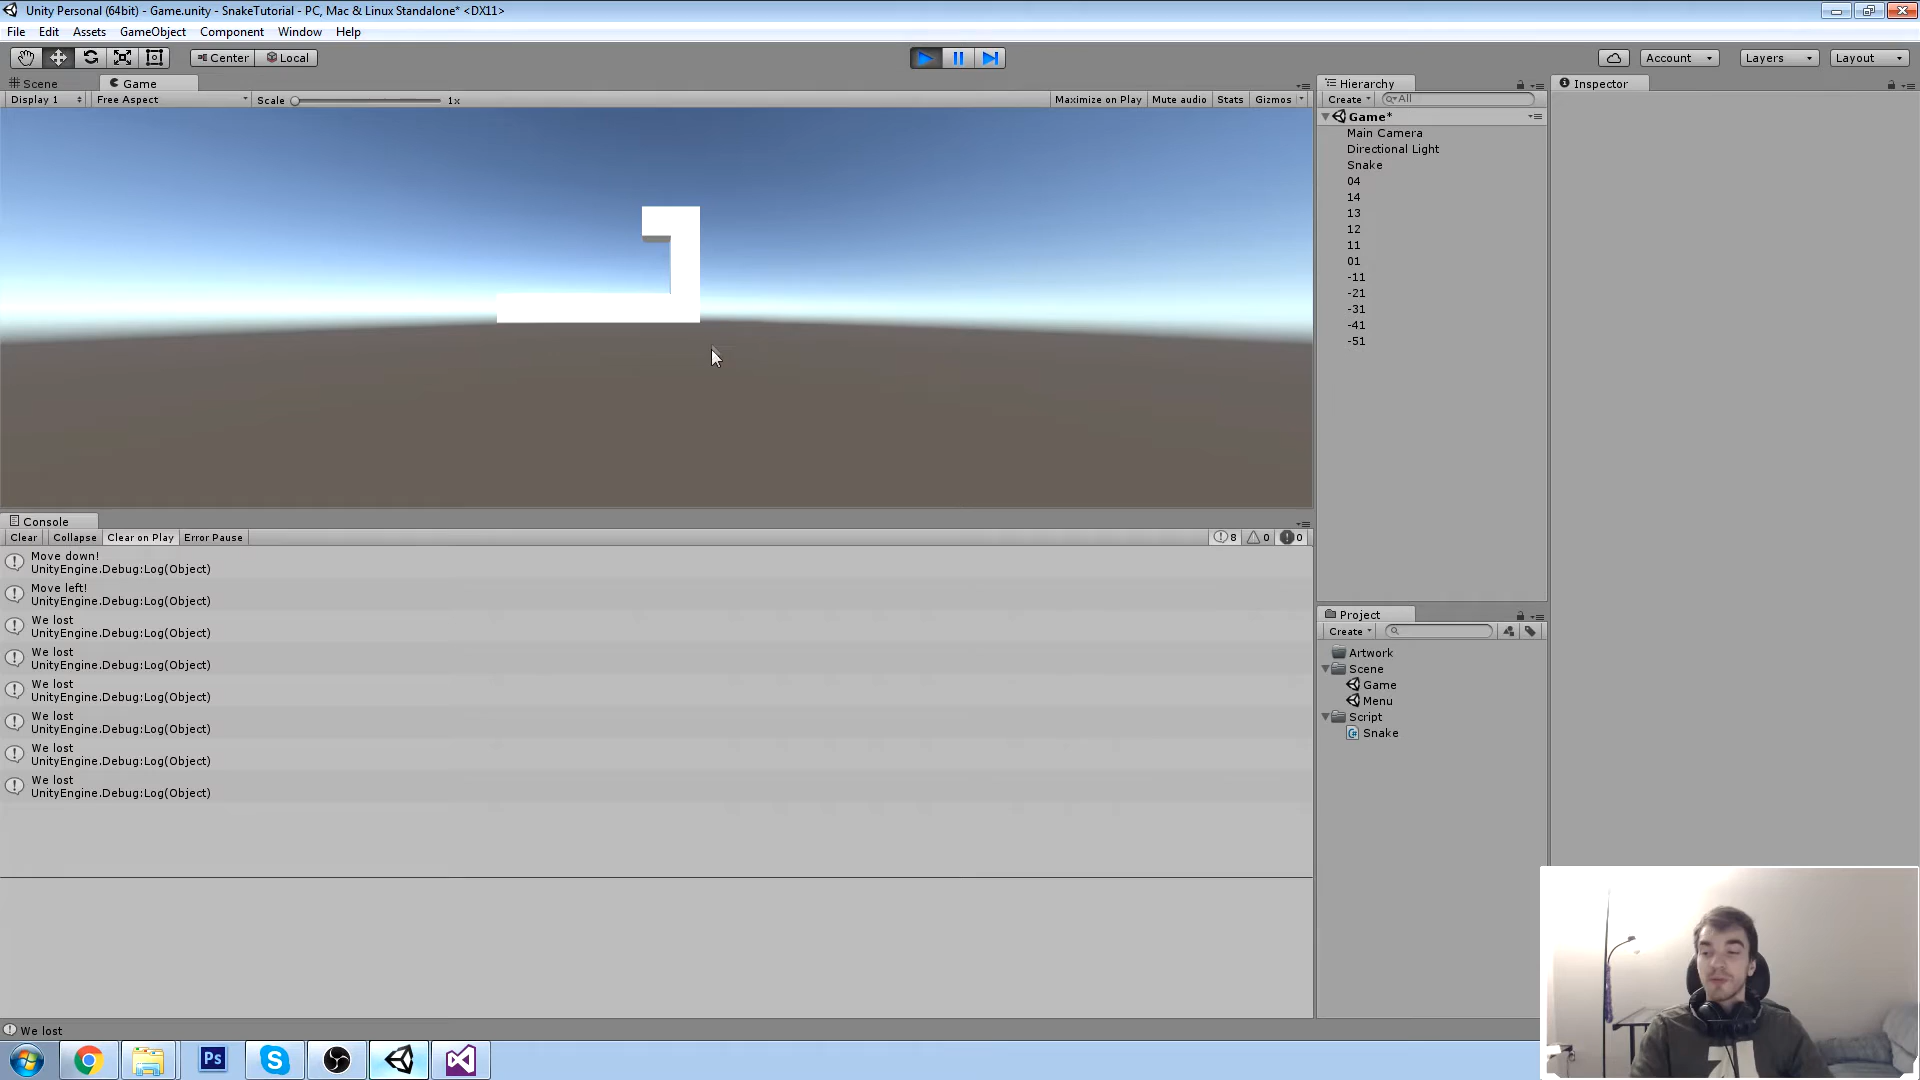 Unity Personal (64bit) - Game.unity - SnakeTutorial - PC, Mac & Linux Standalone* <DX11>
File Edit Assets GameObject Component Window Help
Center Local Account Layers Layout
Scene Game Hierarchy Inspector
Display 1 Free Aspect Scale 1x Maximize on Play Mute audio Stats Gizmos Create All
Game*
Main Camera
Directional Light
Snake
04
14
13
12
11
01
-11
-21
-31
-41
-51
Console
Clear Collapse Clear on Play Error Pause 8 0 0
Move down!
UnityEngine.Debug:Log(Object)
Move left!
UnityEngine.Debug:Log(Object)
We lost
UnityEngine.Debug:Log(Object)
We lost
UnityEngine.Debug:Log(Object)
We lost
UnityEngine.Debug:Log(Object)
We lost
UnityEngine.Debug:Log(Object)
We lost
UnityEngine.Debug:Log(Object)
We lost
UnityEngine.Debug:Log(Object)
Project
Create
Artwork
Scene
Game
Menu
Script
Snake
We lost
Ps